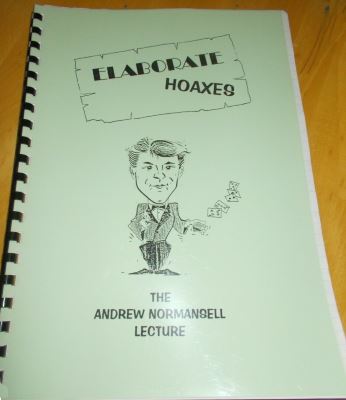 ELABORATE
HOAXES
THE
ANDREW NORMANSELL
LECTURE